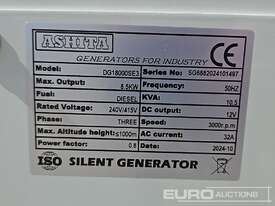 ASHITA
GENERATORS FOR INDUSTRY
CE
Model: DG18000SE3 Series No: SG6582024101497
Max. Output: 8.5KW Frequency: 50HZ
Fuel: DIESEL KVA: 10.5
Rated Voltage: 240V/415V DC output: 12V
Phase: THREE Speed: 3000r.p.m
Max. Altitude height: ≤1000m AC current: 32A
Power factor: 0.8 Date: 2024-10
ISO SILENT GENERATOR
EURO AUCTIONS